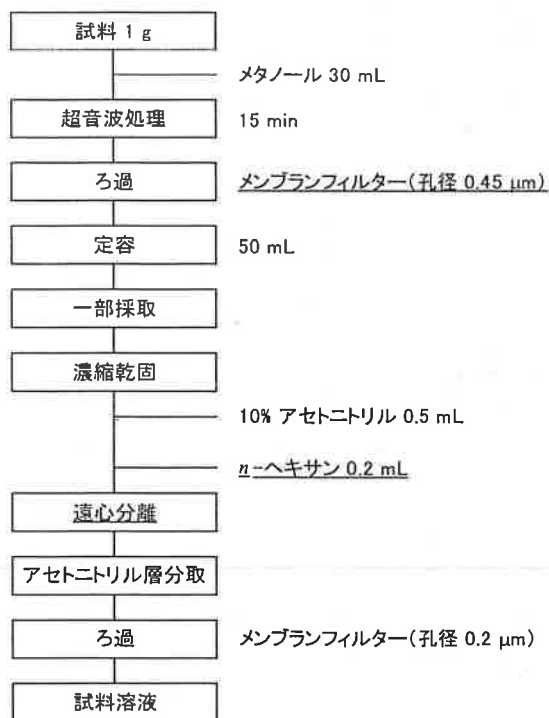 試料 1 g
メタノール 30 mL
超音波処理 15 min
ろ過 メンブランフィルター(孔径 0.45 μm)
定容 50 mL
一部採取
濃縮乾固
10% アセトニトリル 0.5 mL
n-ヘキサン 0.2 mL
遠心分離
アセトニトリル層分取
ろ過 メンブランフィルター(孔径 0.2 μm)
試料溶液